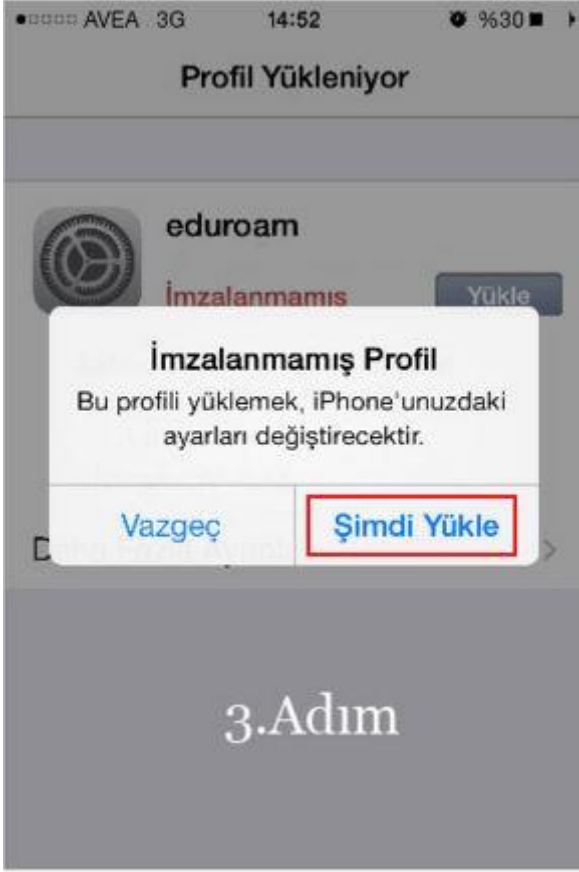 AVEA 3G 14:52 %30
Profil Yükleniyor
eduroam
İmzalanmamış Yükle
İmzalanmamış Profil
Bu profili yüklemek, iPhone'unuzdaki
ayarları değiştirecektir.
Vazgeç Şimdi Yükle
3.Adım